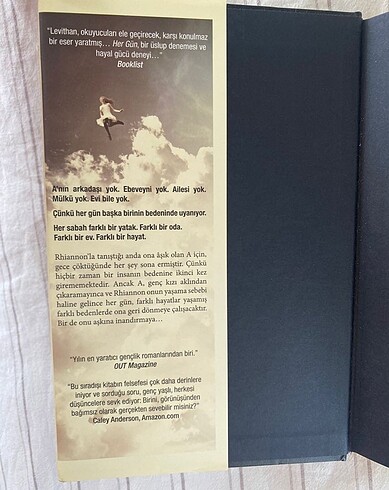 “Levithan, okuyucuları ele geçirecek, karşı konulmaz
bir eser yaratmış… Her Gün, bir üslup denemesi ve
hayal gücü deneyi…”
Booklist
A’nın arkadaşı yok. Ebeveyni yok. Ailesi yok.
Mülkü yok. Evi bile yok.
Çünkü her gün başka birinin bedeninde uyanıyor.
Her sabah farklı bir yatak. Farklı bir oda.
Farklı bir ev. Farklı bir hayat.
Rhiannon’la tanıştığı anda ona âşık olan A için,
gece çöktüğünde her şey sona ermiştir. Çünkü
hiçbir zaman bir insanın bedenine ikinci kez
girememektedir. Ancak A, genç kızı aklından
çıkaramayınca ve Rhiannon onun yaşama sebebi
haline gelince her gün, farklı hayatlar yaşamış
farklı bedenlerde ona geri dönmeye çalışacaktır.
Bir de onu aşkına inandırmaya…
“Yılın en yaratıcı gençlik romanlarından biri.”
OUT Magazine
“Bu sıradışı kitabın felsefesi çok daha derinlere
iniyor ve sorduğu soru, genç yaşlı, herkesi
düşüncelere sevk ediyor: Birini, görünüşünden
bağımsız olarak gerçekten sevebilir misiniz?”
Caley Anderson, Amazon.com